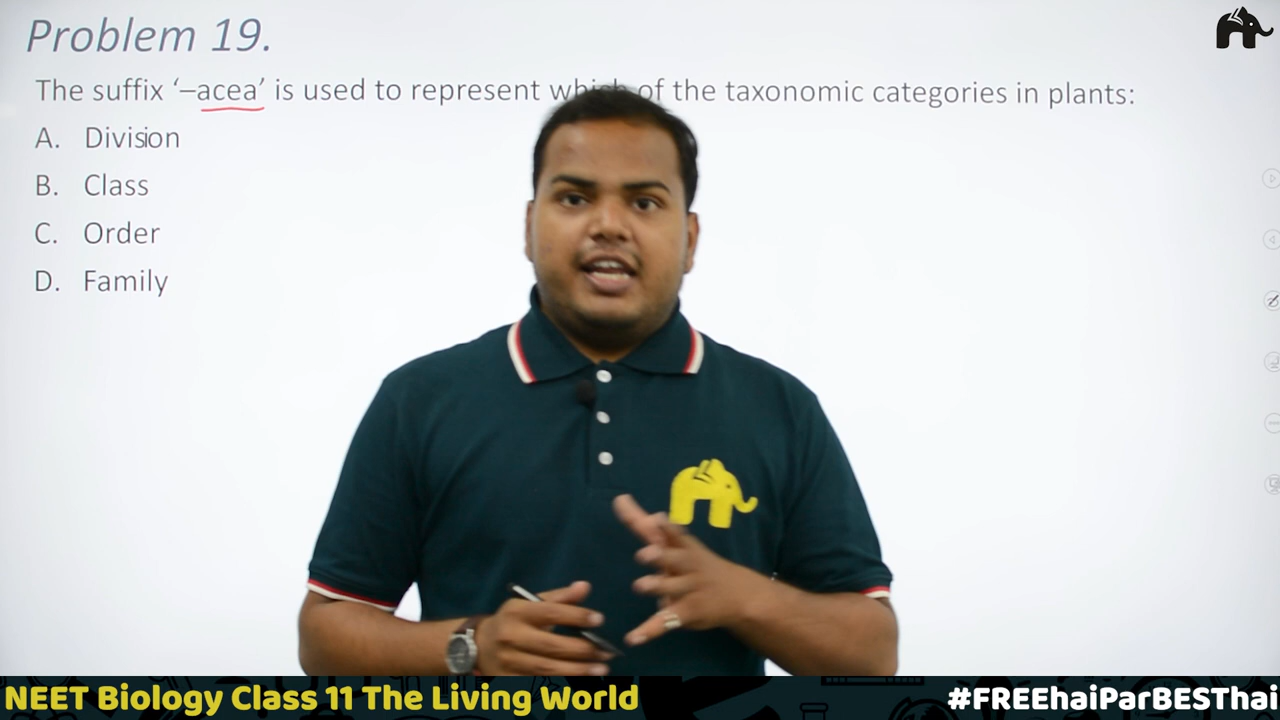 Problem 19.
The suffix ‘–acea’ is used to represent which of the taxonomic categories in plants:
A. Division
B. Class
C. Order
D. Family
NEET Biology Class 11 The Living World
#FREEhaiParBESThai